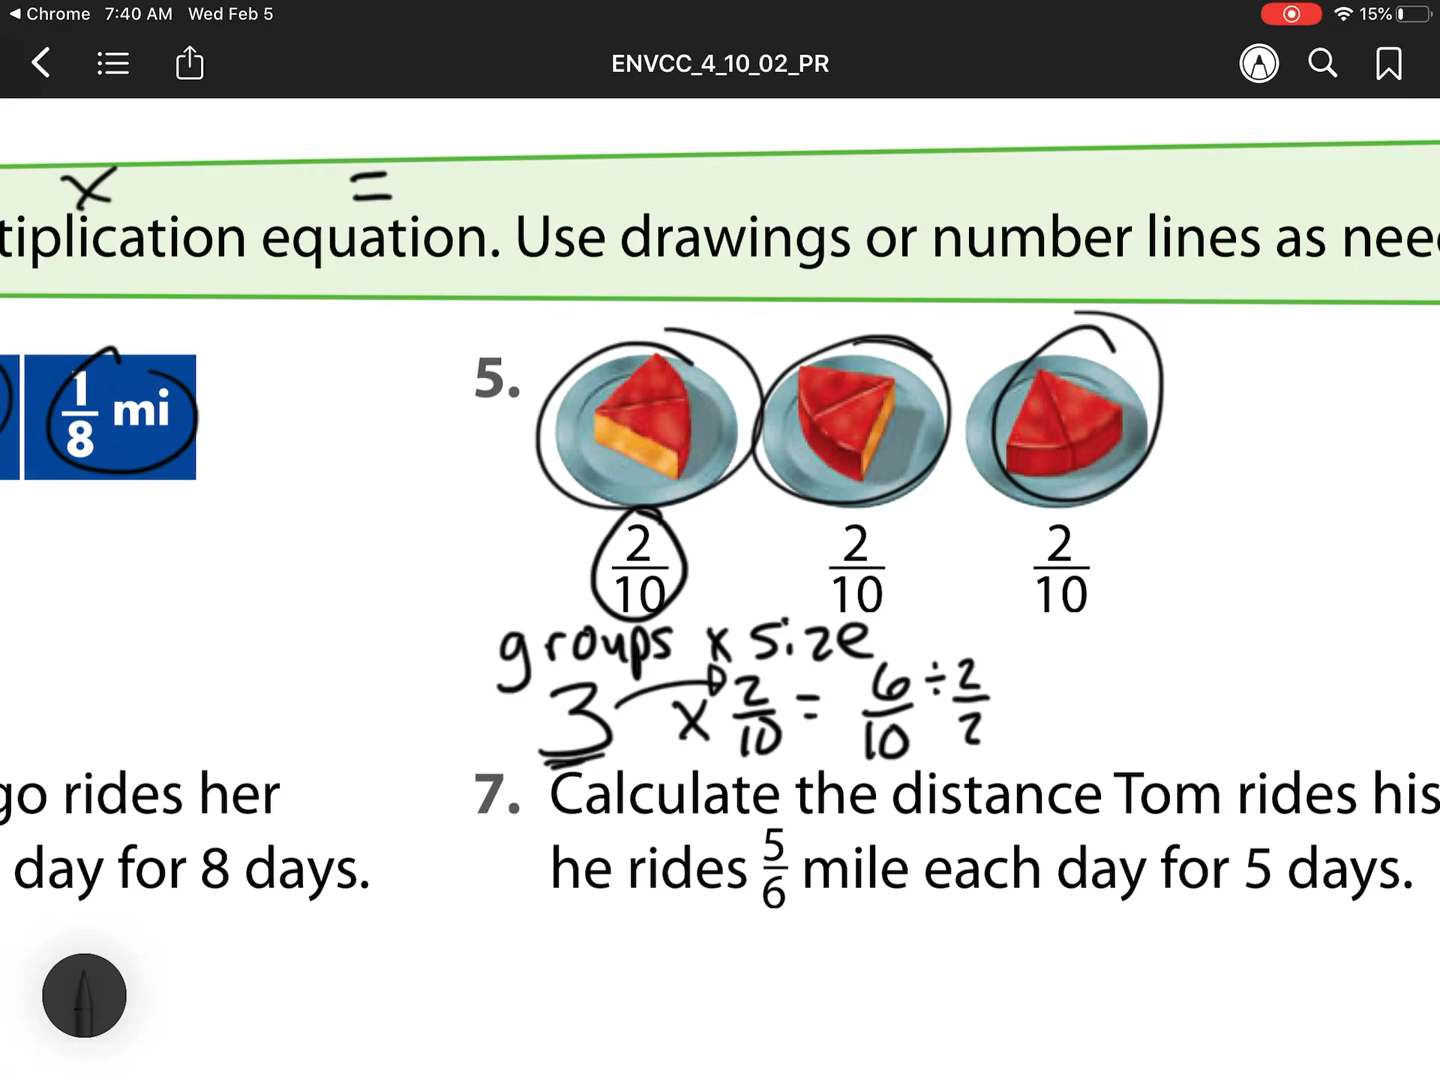 ◀ Chrome 7:40 AM Wed Feb 5 15%
ENVCC_4_10_02_PR
x =
tiplication equation. Use drawings or number lines as nee
1/8 mi
5.
2/10 2/10 2/10
groups x size
3 x 2/10 = 6/10 ÷ 2/2
go rides her
day for 8 days.
7. Calculate the distance Tom rides his
he rides 5/6 mile each day for 5 days.